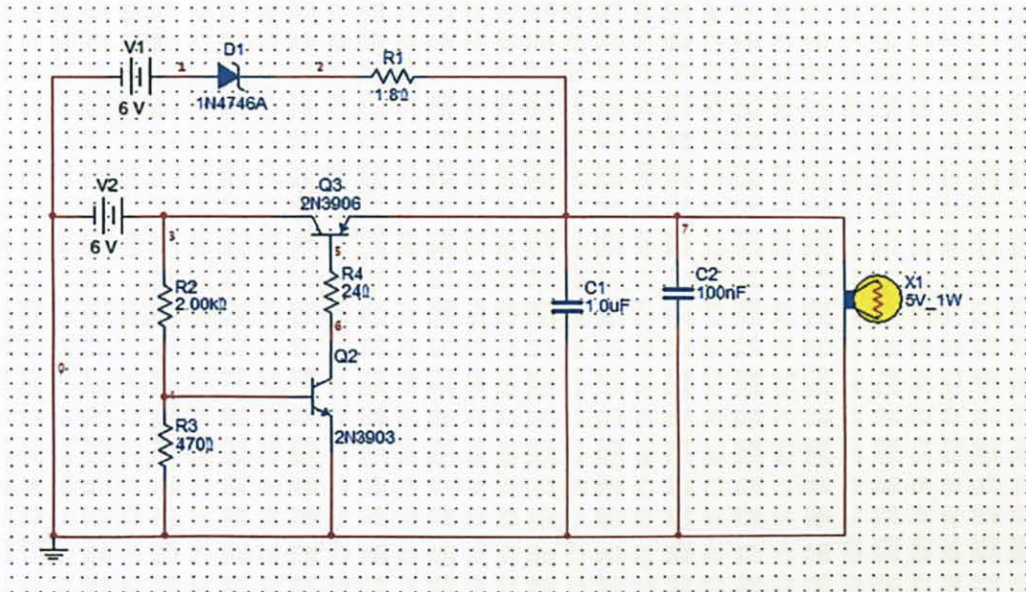 V1
6 V
1
D1
1N4746A
2
R1
1.8Ω
V2
6 V
3
Q3
2N3906
5
R4
24Ω
6
R2
2.00kΩ
Q2
2N3903
4
R3
470Ω
0
C1
1.0uF
C2
100nF
7
X1
5V_1W